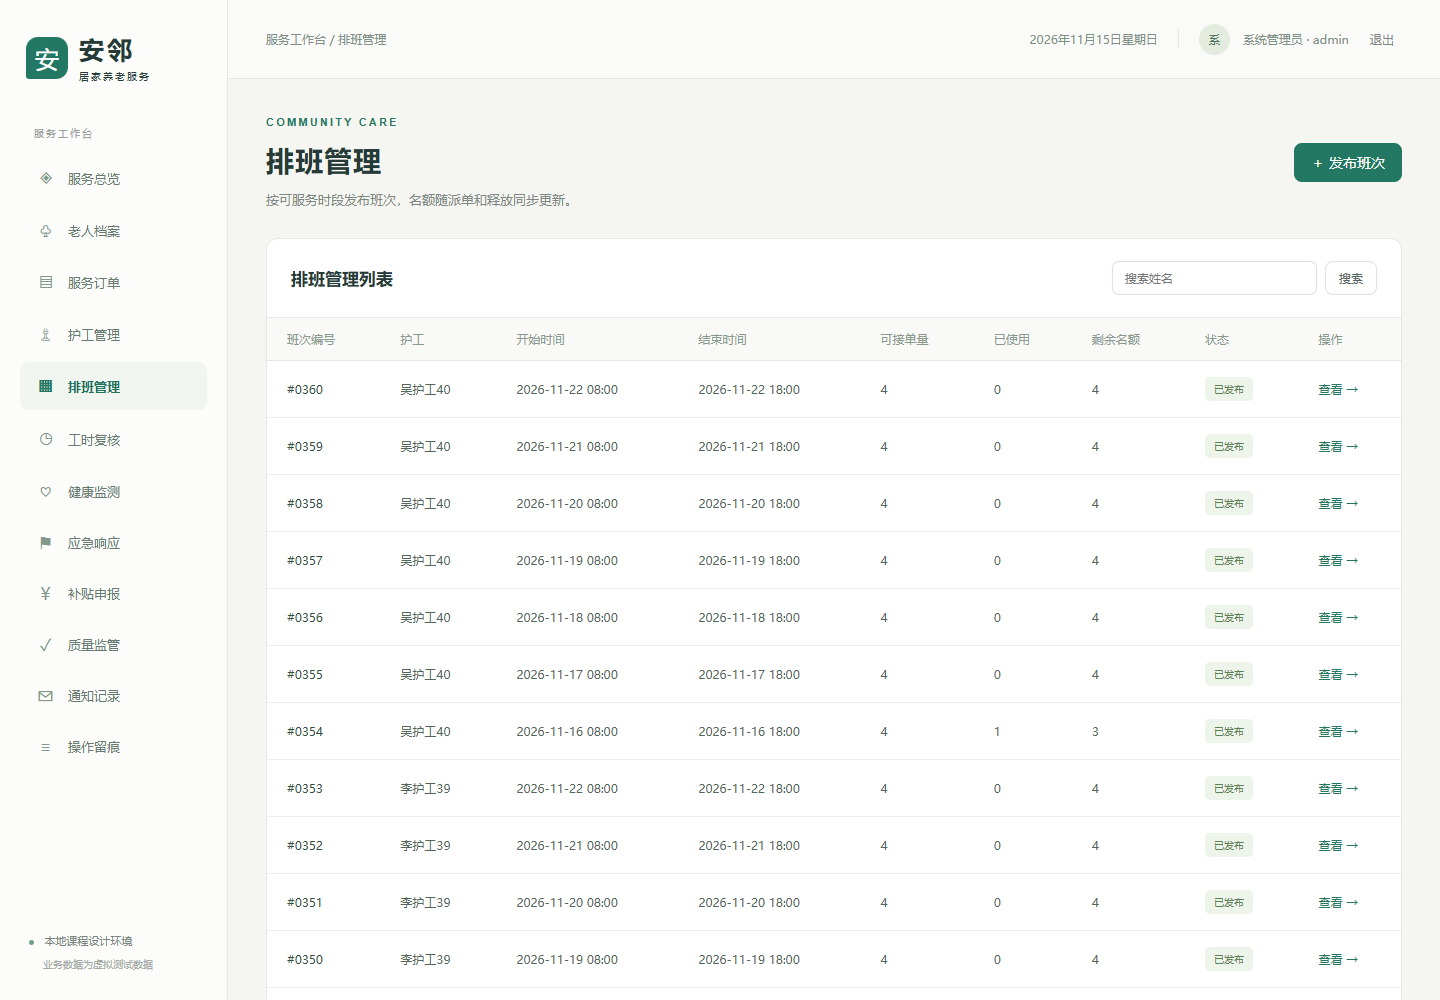 安 安邻
居家养老服务
服务工作台
服务总览
老人档案
服务订单
护工管理
排班管理
工时复核
健康监测
应急响应
¥ 补贴申报
质量监管
通知记录
操作留痕
本地课程设计环境
业务数据为虚拟测试数据
服务工作台 / 排班管理
2026年11月15日星期日 系 系统管理员 · admin 退出
COMMUNITY CARE
排班管理
按可服务时段发布班次，名额随派单和释放同步更新。
+ 发布班次
排班管理列表 搜索姓名 搜索
班次编号 护工 开始时间 结束时间 可接单量 已使用 剩余名额 状态 操作
#0360 吴护工40 2026-11-22 08:00 2026-11-22 18:00 4 0 4 已发布 查看 →
#0359 吴护工40 2026-11-21 08:00 2026-11-21 18:00 4 0 4 已发布 查看 →
#0358 吴护工40 2026-11-20 08:00 2026-11-20 18:00 4 0 4 已发布 查看 →
#0357 吴护工40 2026-11-19 08:00 2026-11-19 18:00 4 0 4 已发布 查看 →
#0356 吴护工40 2026-11-18 08:00 2026-11-18 18:00 4 0 4 已发布 查看 →
#0355 吴护工40 2026-11-17 08:00 2026-11-17 18:00 4 0 4 已发布 查看 →
#0354 吴护工40 2026-11-16 08:00 2026-11-16 18:00 4 1 3 已发布 查看 →
#0353 李护工39 2026-11-22 08:00 2026-11-22 18:00 4 0 4 已发布 查看 →
#0352 李护工39 2026-11-21 08:00 2026-11-21 18:00 4 0 4 已发布 查看 →
#0351 李护工39 2026-11-20 08:00 2026-11-20 18:00 4 0 4 已发布 查看 →
#0350 李护工39 2026-11-19 08:00 2026-11-19 18:00 4 0 4 已发布 查看 →